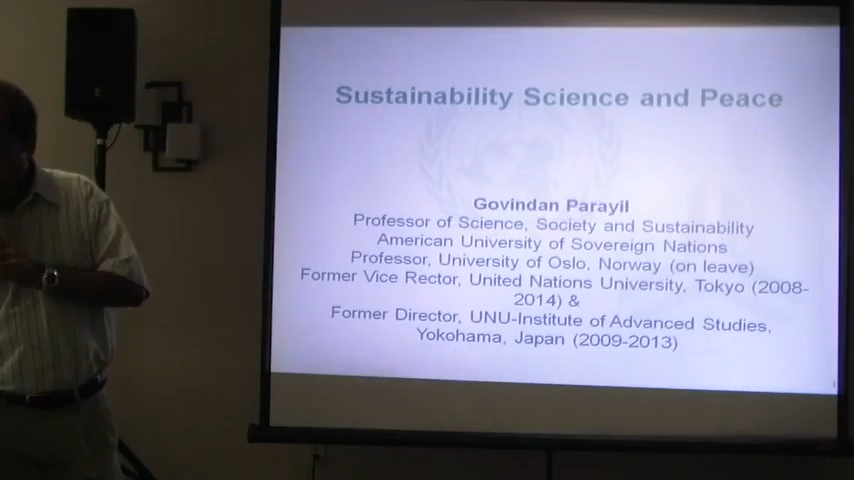 Sustainability Science and Peace
Govindan Parayil
Professor of Science, Society and Sustainability
American University of Sovereign Nations
Professor, University of Oslo, Norway (on leave)
Former Vice Rector, United Nations University, Tokyo (2008-
2014) &
Former Director, UNU-Institute of Advanced Studies,
Yokohama, Japan (2009-2013)
1